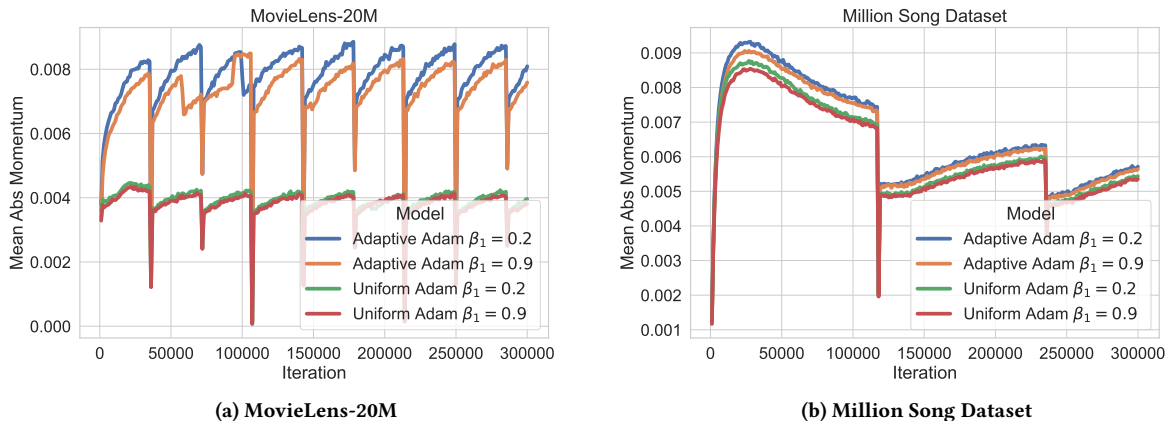 MovieLens-20M
Mean Abs Momentum
0.008
0.006
0.004
0.002
0.000
Model
Adaptive Adam β₁ = 0.2
Adaptive Adam β₁ = 0.9
Uniform Adam β₁ = 0.2
Uniform Adam β₁ = 0.9
0 50000 100000 150000 200000 250000 300000
Iteration
(a) MovieLens-20M
Million Song Dataset
Mean Abs Momentum
0.009
0.008
0.007
0.006
0.005
0.004
0.003
0.002
0.001
Model
Adaptive Adam β₁ = 0.2
Adaptive Adam β₁ = 0.9
Uniform Adam β₁ = 0.2
Uniform Adam β₁ = 0.9
0 50000 100000 150000 200000 250000 300000
Iteration
(b) Million Song Dataset